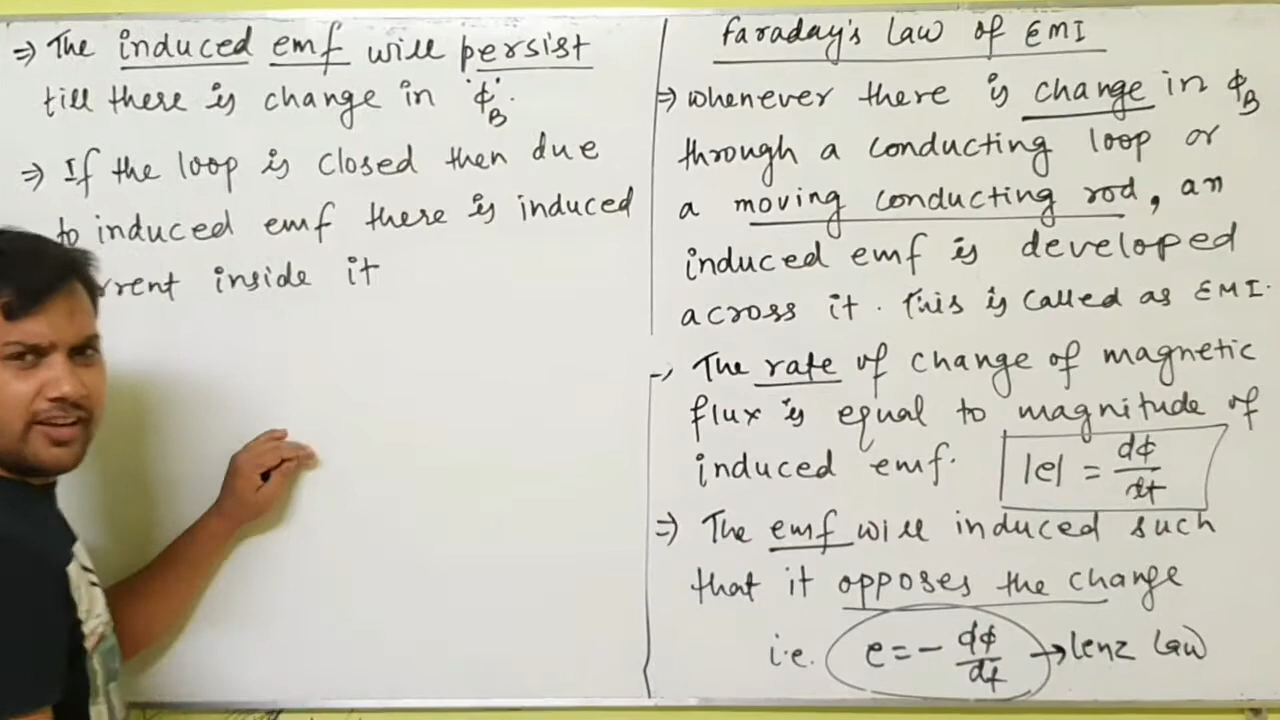 ⇒ The induced emf will persist
till there is change in 'ϕ_B'.
⇒ If the loop is closed then due
to induced emf there is induced
rrent inside it
faraday's law of EMI
⇒ whenever there is change in ϕ_B
through a conducting loop or
a moving conducting rod, an
induced emf is developed
across it. This is called as EMI.
→ The rate of change of magnetic
flux is equal to magnitude of
induced emf. |e| = dϕ/dt
⇒ The emf will induced such
that it opposes the change
i.e. e = - dϕ/dt → lenz law